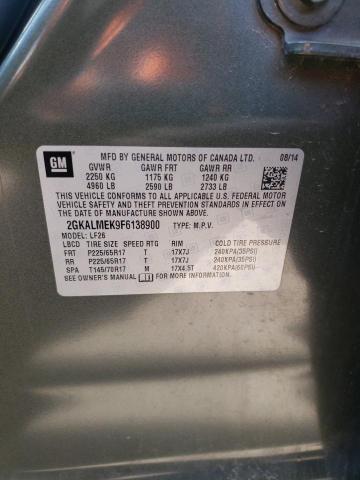 GM
MFD BY GENERAL MOTORS OF CANADA LTD. 08/14
GVWR GAWR FRT GAWR RR
2250 KG 1175 KG 1240 KG
4960 LB 2590 LB 2733 LB
THIS VEHICLE CONFORMS TO ALL APPLICABLE U.S. FEDERAL MOTOR
VEHICLE SAFETY AND THEFT PREVENTION STANDARDS IN EFFECT ON
THE DATE OF MANUFACTURE SHOWN ABOVE.
2GKALMEK9F6138900 TYPE: M.P.V.
MODEL: LF26
LBCD TIRE SIZE SPEED RTG RIM COLD TIRE PRESSURE
FRT P225/65R17 T 17X7J 240KPA(35PSI)
RR P225/65R17 T 17X7J 240KPA(35PSI)
SPA T145/70R17 M 17X4.5T 420KPA(60PSI)
SEE OWNER'S MANUAL FOR MORE INFORMATION.